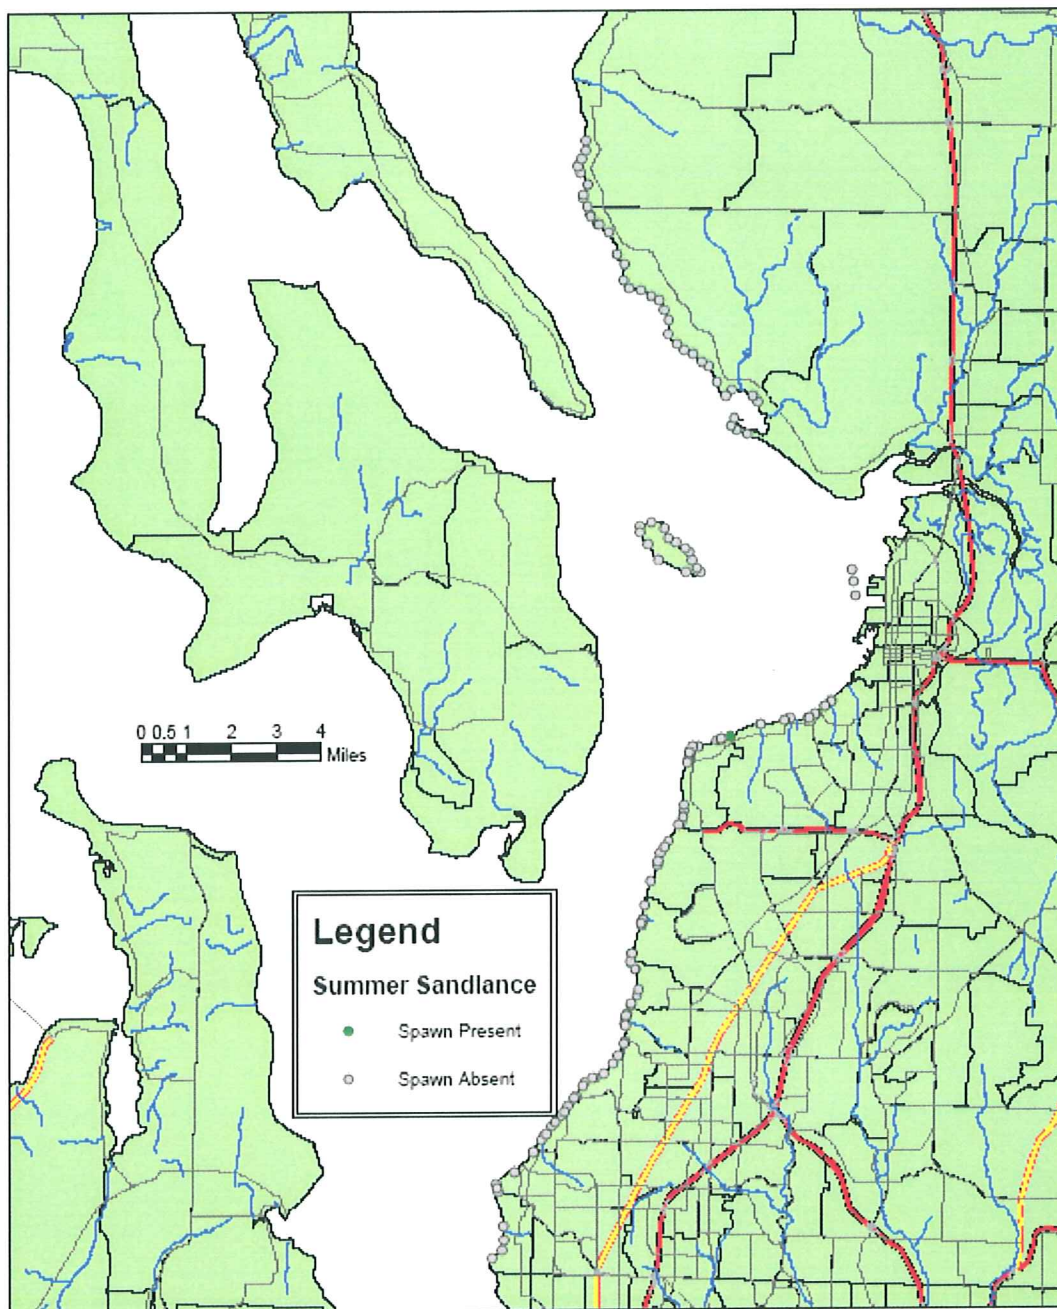 0 0.5 1 2 3 4
Miles
Legend
Summer Sandlance
Spawn Present
Spawn Absent